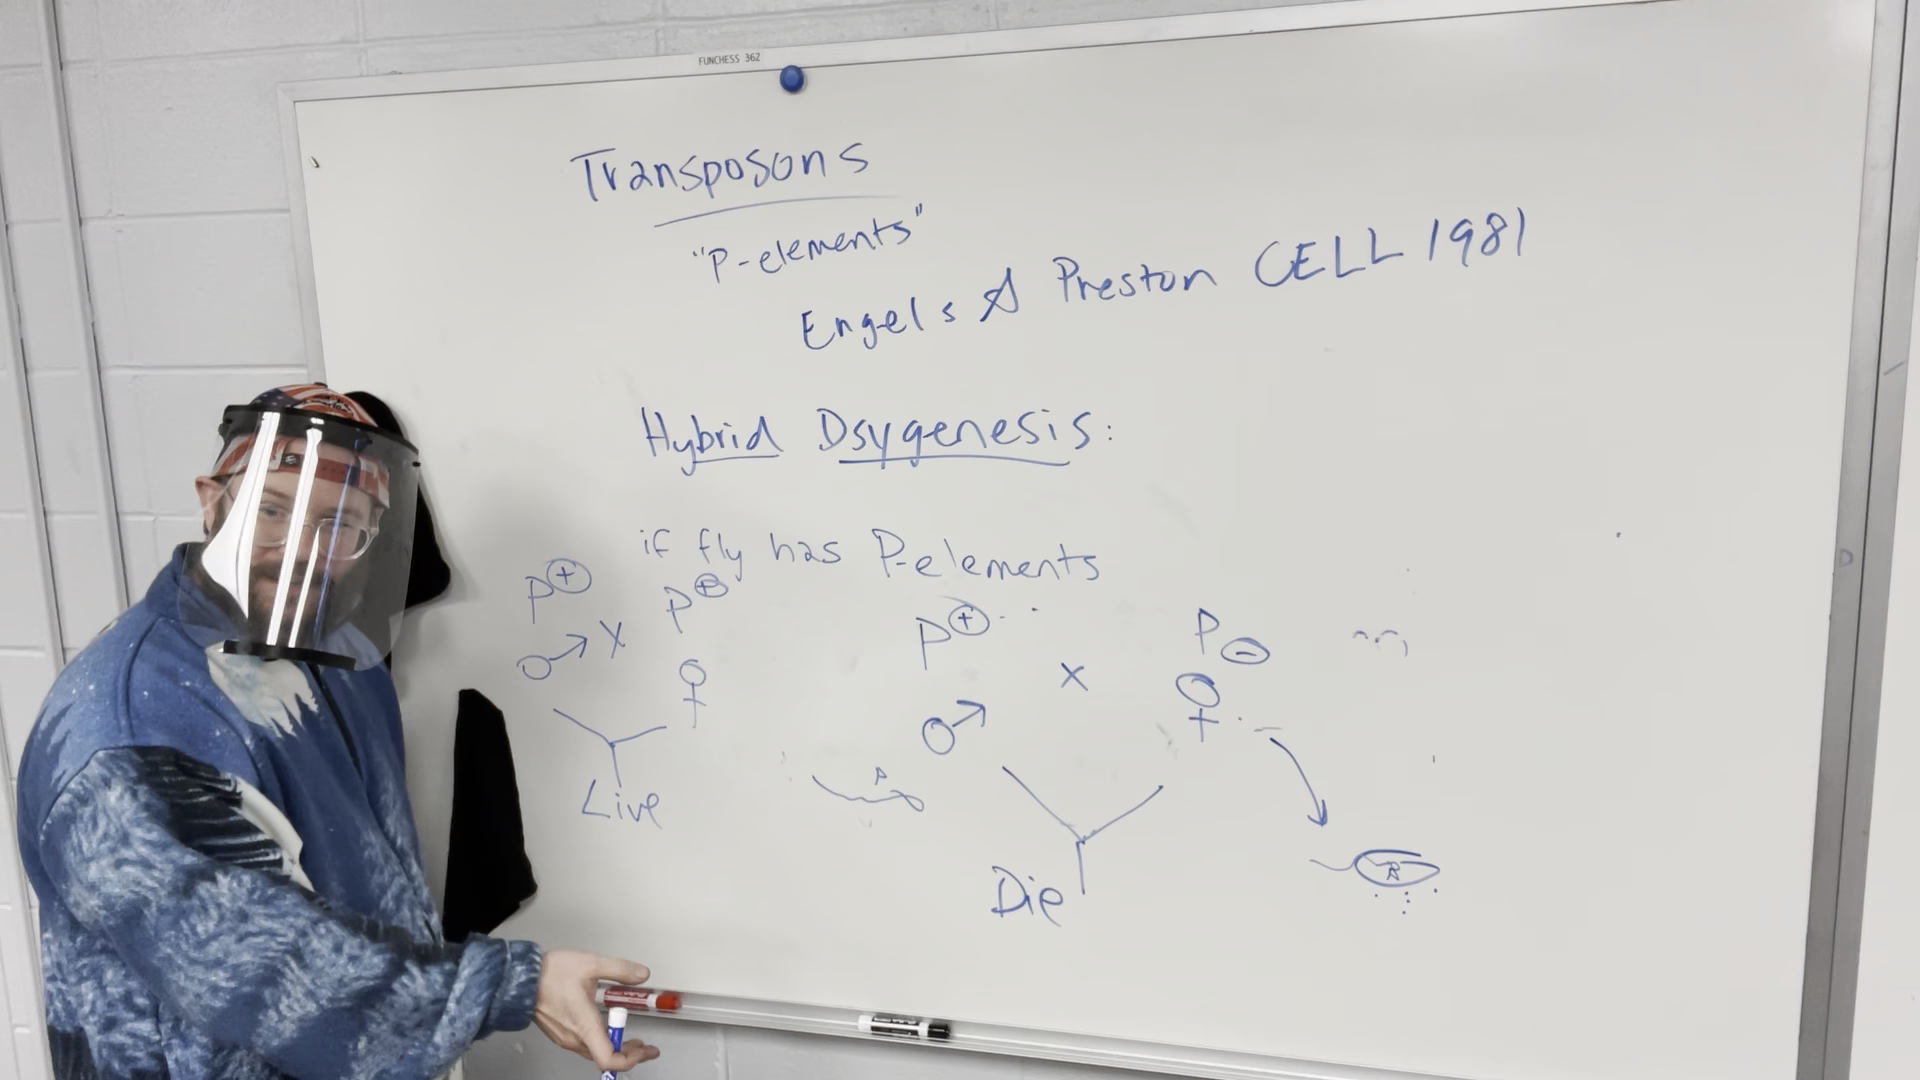 FUNCHESS 362
Transposons
"P-elements"
Engels & Preston CELL 1981
Hybrid Dsygenesis:
if fly has P-elements
P⊕ P⊕
♂ X ♀
Live
P⊕ P⊖
♂ x ♀
Die
R